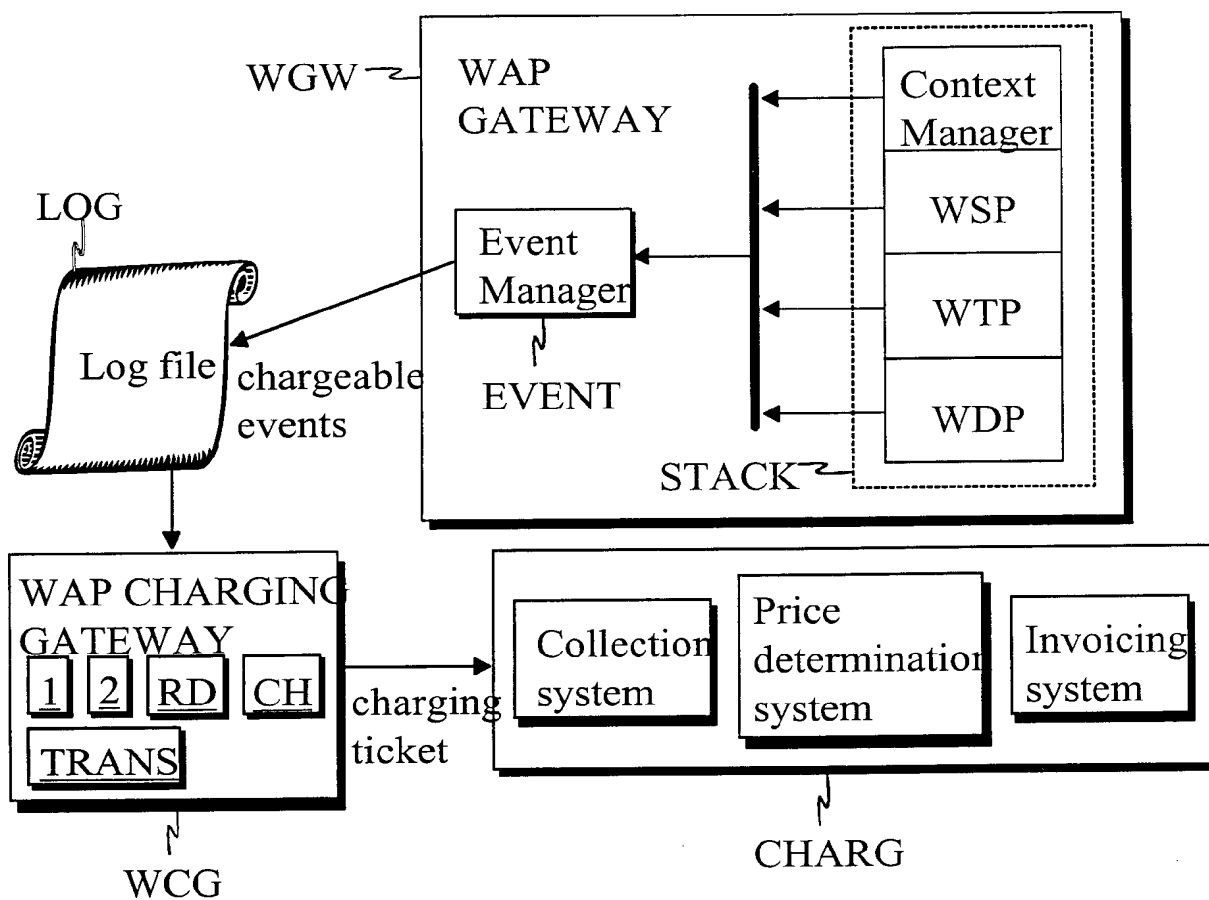 WGW
WAP
GATEWAY
Context
Manager
WSP
WTP
WDP
STACK
Event
Manager
EVENT
LOG
Log file
chargeable
events
WAP CHARGING
GATEWAY
1 2 RD CH
TRANS
WCG
charging
ticket
Collection
system
Price
determination
system
Invoicing
system
CHARG